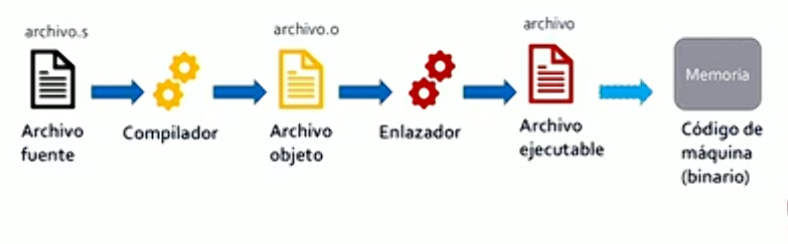 archivo.s
archivo.o
archivo
Memoria
Archivo
fuente
Compilador
Archivo
objeto
Enlazador
Archivo
ejecutable
Código de
máquina
(binario)